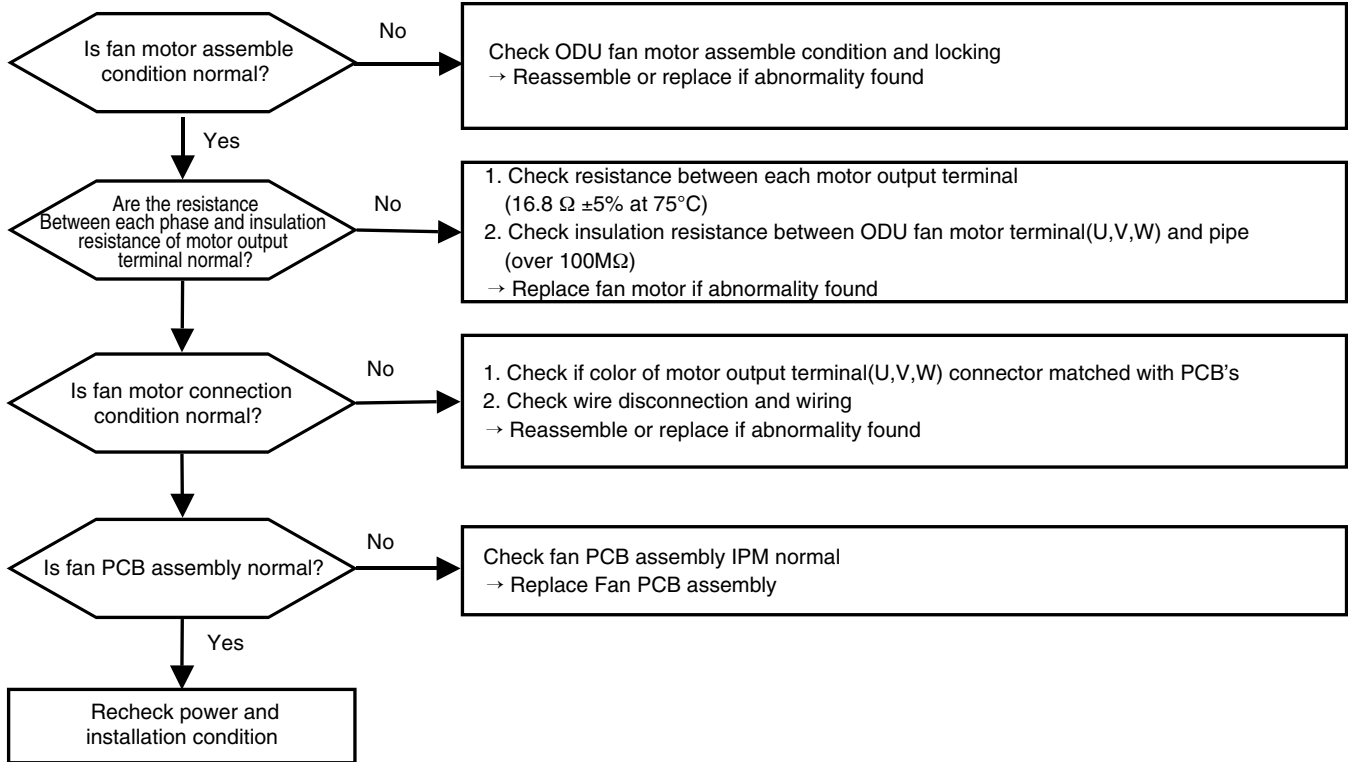 Is fan motor assemble
condition normal?
No
Check ODU fan motor assemble condition and locking
→ Reassemble or replace if abnormality found
Yes
Are the resistance
Between each phase and insulation
resistance of motor output
terminal normal?
No
1. Check resistance between each motor output terminal
(16.8 Ω ±5% at 75°C)
2. Check insulation resistance between ODU fan motor terminal(U,V,W) and pipe
(over 100MΩ)
→ Replace fan motor if abnormality found
Is fan motor connection
condition normal?
No
1. Check if color of motor output terminal(U,V,W) connector matched with PCB's
2. Check wire disconnection and wiring
→ Reassemble or replace if abnormality found
Is fan PCB assembly normal?
No
Check fan PCB assembly IPM normal
→ Replace Fan PCB assembly
Yes
Recheck power and
installation condition